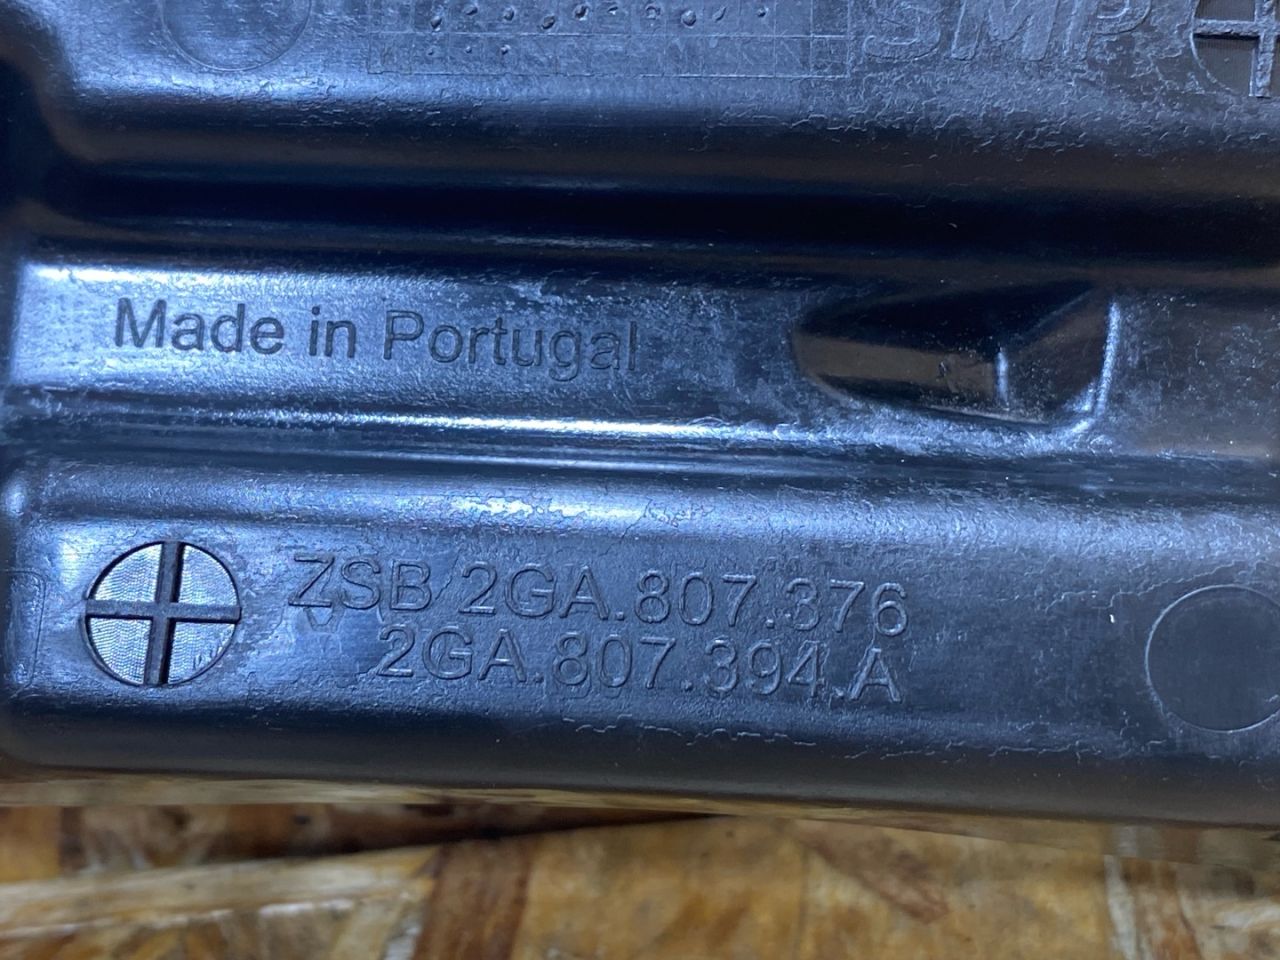 SMP
Made in Portugal
ZSB 2GA.807.376
2GA.807.394.A